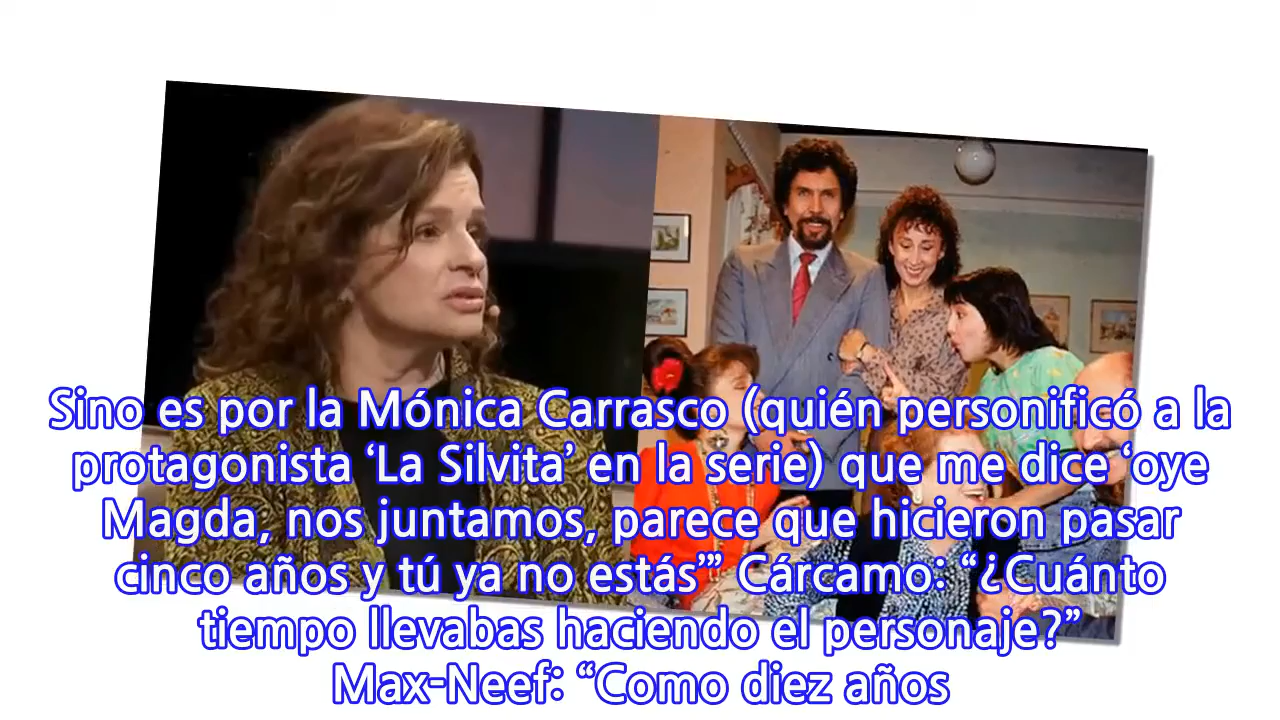 Sino es por la Mónica Carrasco (quién personificó a la
protagonista ‘La Silvita’ en la serie) que me dice ‘oye
Magda, nos juntamos, parece que hicieron pasar
cinco años y tú ya no estás’” Cárcamo: “¿Cuánto
tiempo llevabas haciendo el personaje?”
Max-Neef: “Como diez años